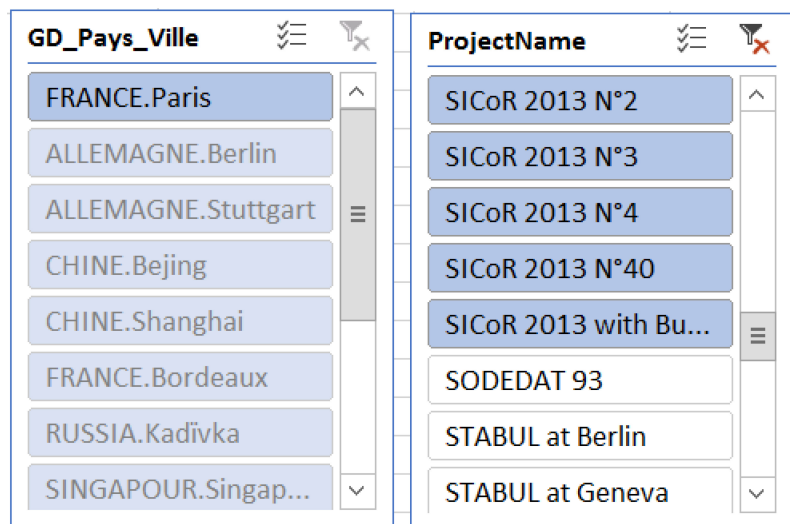 GD_Pays_Ville
FRANCE.Paris
ALLEMAGNE.Berlin
ALLEMAGNE.Stuttgart
CHINE.Bejing
CHINE.Shanghai
FRANCE.Bordeaux
RUSSIA.Kadïvka
SINGAPOUR.Singap...
ProjectName
SICoR 2013 N°2
SICoR 2013 N°3
SICoR 2013 N°4
SICoR 2013 N°40
SICoR 2013 with Bu...
SODEDAT 93
STABUL at Berlin
STABUL at Geneva